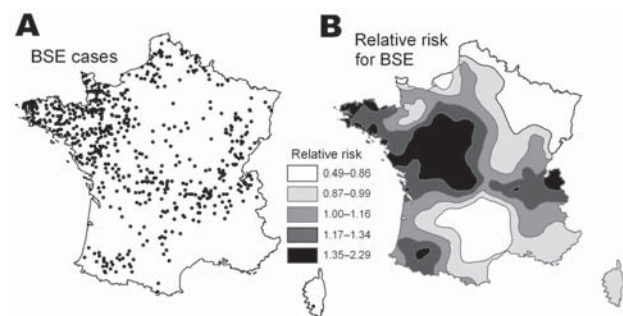 A
BSE cases
B
Relative risk
for BSE
Relative risk
0.49–0.86
0.87–0.99
1.00–1.16
1.17–1.34
1.35–2.29